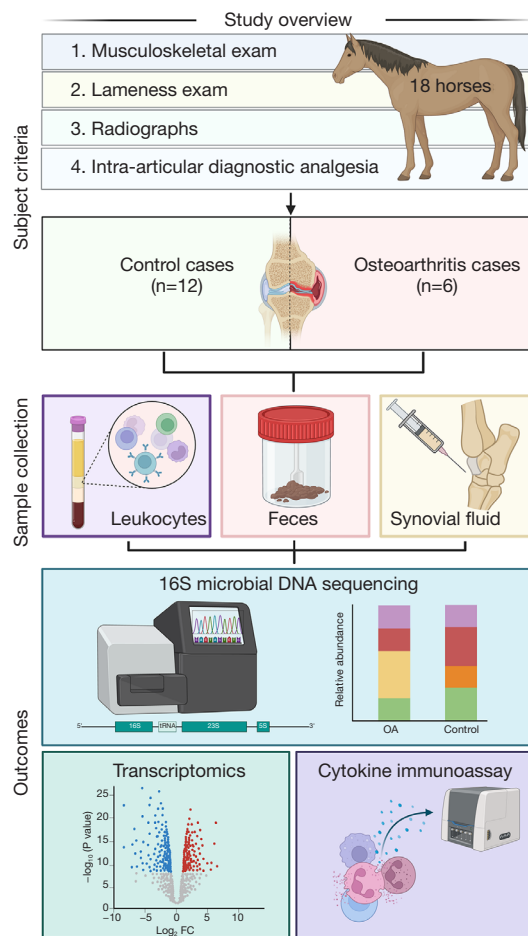 Study overview
Subject criteria
1. Musculoskeletal exam
2. Lameness exam
3. Radiographs
4. Intra-articular diagnostic analgesia
18 horses
Control cases
(n=12)
Osteoarthritis cases
(n=6)
Sample collection
Leukocytes
Feces
Synovial fluid
Outcomes
16S microbial DNA sequencing
5'
16S
tRNA
23S
5S
3'
Relative abundance
OA
Control
Transcriptomics
−log10 (P value)
25
20
15
10
5
0
−10
−5
0
5
10
Log2 FC
Cytokine immunoassay